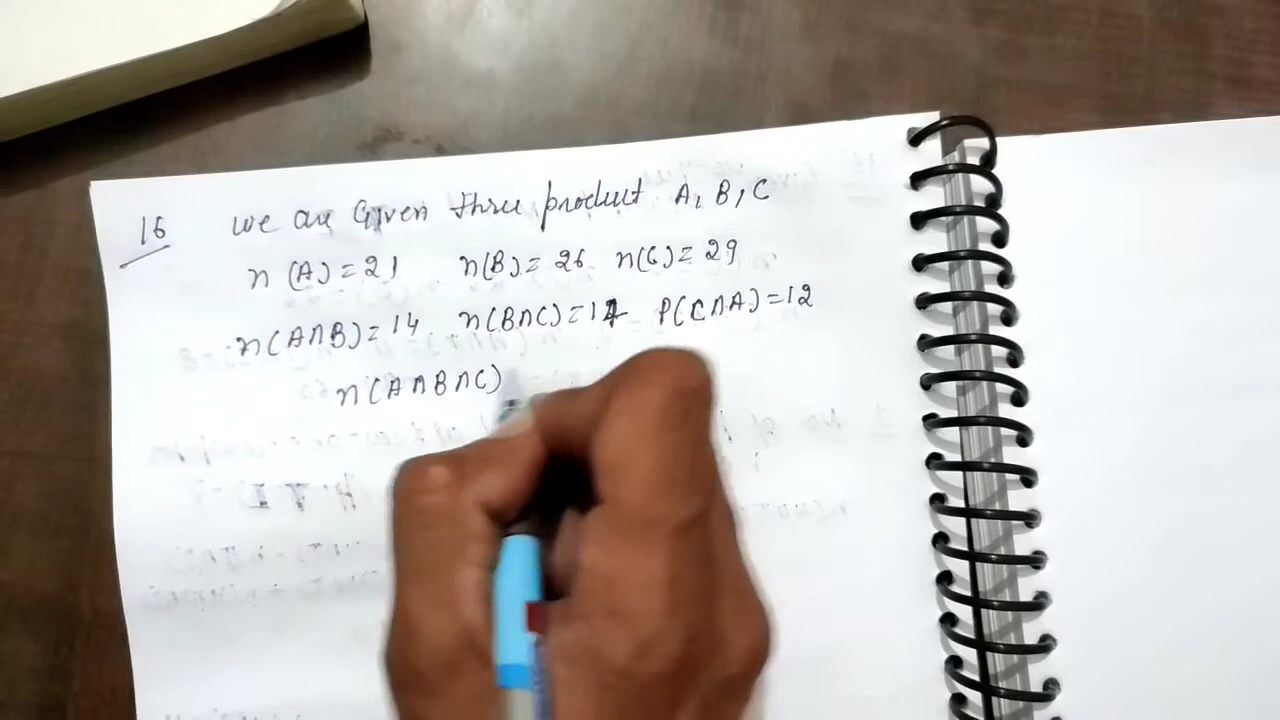 16 we are Given three product A, B, C
n (A) = 21 n(B) = 26 n(C) = 29
n(A∩B) = 14 n(B∩C) = 14 P(C∩A) = 12
n(A∩B∩C)